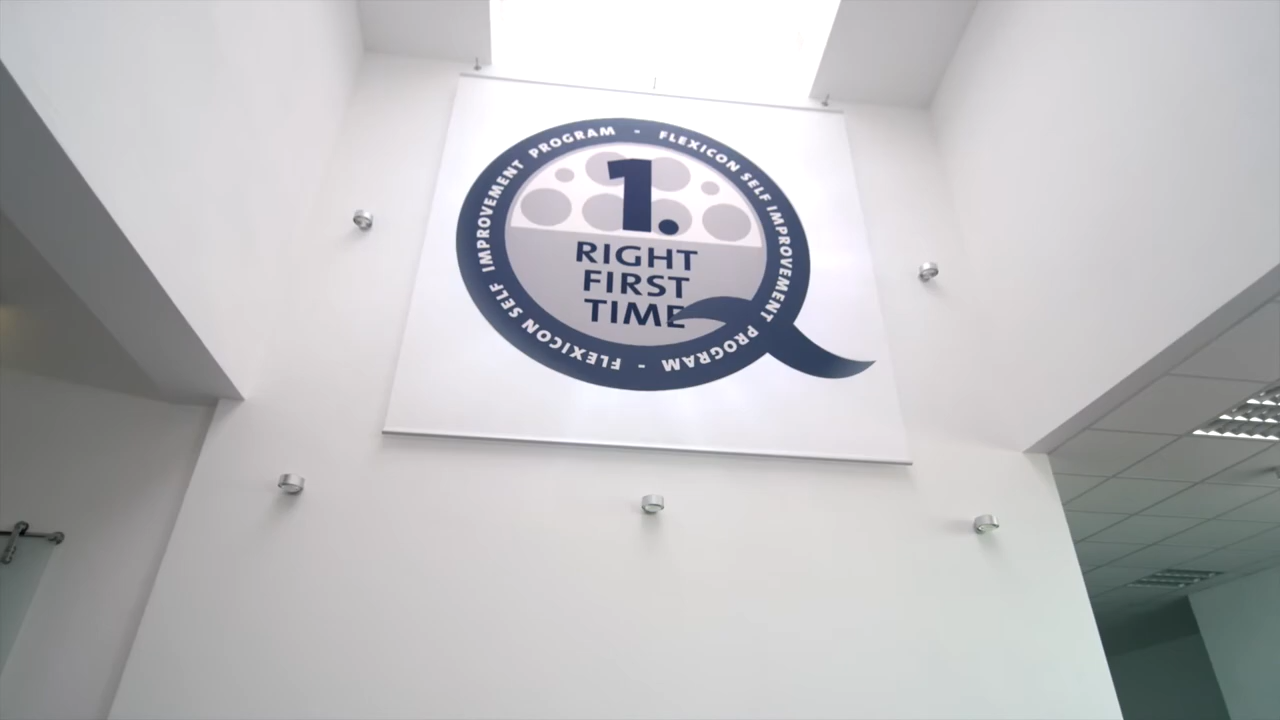 FLEXICON SELF IMPROVEMENT PROGRAM - FLEXICON SELF IMPROVEMENT PROGRAM -
1.
RIGHT
FIRST
TIME